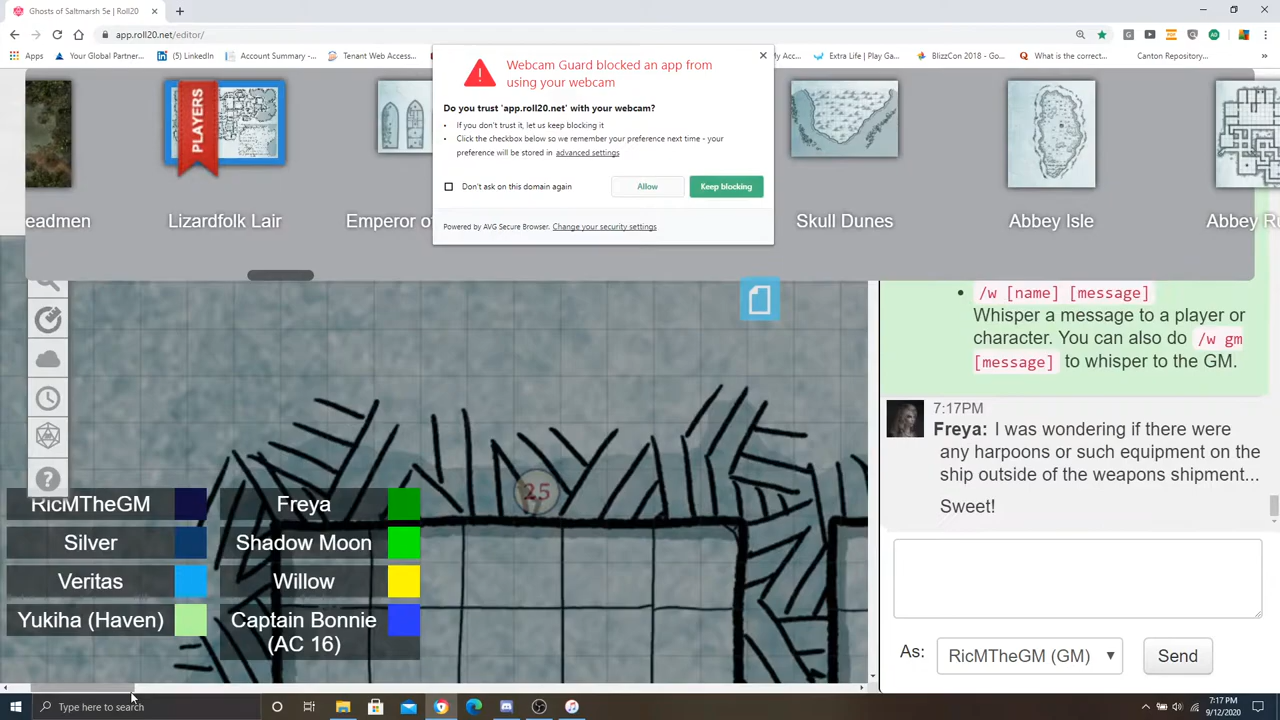 Ghosts of Saltmarsh 5e | Roll20
app.roll20.net/editor/
Apps
Your Global Partner...
(1) LinkedIn
Account Summary -...
Tenant Web Access...
My Acc...
Extra Life | Play Ga...
BlizzCon 2018 - All...
What is the correct...
Canton Repository...
Webcam Guard blocked an app from
using your webcam
Do you trust 'app.roll20.net' with your webcam?
If you don't trust it, let us keep blocking it
Click the checkbox below so we remember your preference next time - your
preference will be stored in advanced settings
Don't ask on this domain again
Allow
Keep blocking
Powered by AVG Secure Browser. Change your security settings
PLAYERS
eadmen
Lizardfolk Lair
Emperor of
Skull Dunes
Abbey Isle
Abbey R
/w [name] [message]
Whisper a message to a player or
character. You can also do /w gm
[message] to whisper to the GM.
7:17PM
Freya: I was wondering if there were
any harpoons or such equipment on the
ship outside of the weapons shipment...
Sweet!
25
RicMTheGM
Freya
Silver
Shadow Moon
Veritas
Willow
Yukiha (Haven)
Captain Bonnie
(AC 16)
As:
RicMTheGM (GM)
Send
Type here to search
7:17 PM
9/12/2020